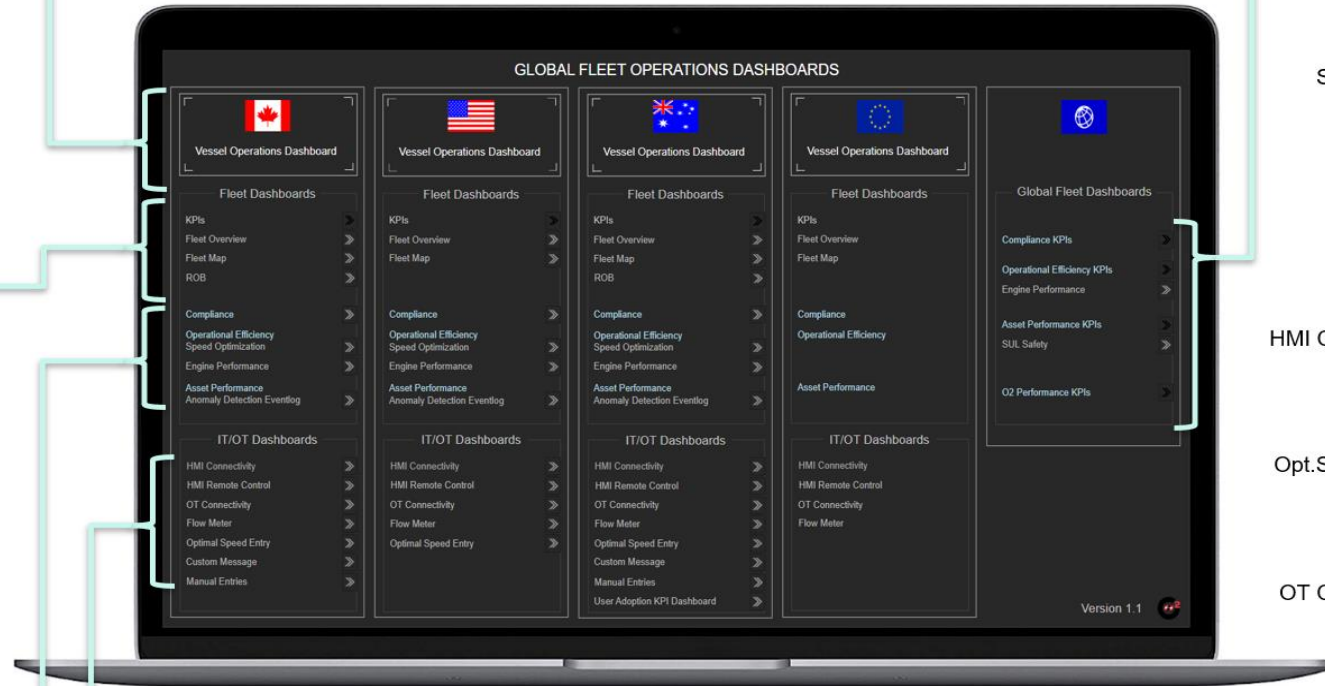 GLOBAL FLEET OPERATIONS DASHBOARDS
Vessel Operations Dashboard
Fleet Dashboards
KPIs
Fleet Overview
Fleet Map
ROB
Compliance
Operational Efficiency
Speed Optimization
Engine Performance
Asset Performance
Anomaly Detection Eventlog
IT/OT Dashboards
HMI Connectivity
HMI Remote Control
OT Connectivity
Flow Meter
Optimal Speed Entry
Custom Message
Manual Entries
Vessel Operations Dashboard
Fleet Dashboards
KPIs
Fleet Overview
Fleet Map
Compliance
Operational Efficiency
Speed Optimization
Engine Performance
Asset Performance
Anomaly Detection Eventlog
IT/OT Dashboards
HMI Connectivity
HMI Remote Control
OT Connectivity
Flow Meter
Optimal Speed Entry
Vessel Operations Dashboard
Fleet Dashboards
KPIs
Fleet Overview
Fleet Map
ROB
Compliance
Operational Efficiency
Speed Optimization
Engine Performance
Asset Performance
Anomaly Detection Eventlog
IT/OT Dashboards
HMI Connectivity
HMI Remote Control
OT Connectivity
Flow Meter
Optimal Speed Entry
Custom Message
Manual Entries
User Adoption KPI Dashboard
Vessel Operations Dashboard
Fleet Dashboards
KPIs
Fleet Overview
Fleet Map
Compliance
Operational Efficiency
Asset Performance
IT/OT Dashboards
HMI Connectivity
HMI Remote Control
OT Connectivity
Flow Meter
Global Fleet Dashboards
Compliance KPIs
Operational Efficiency KPIs
Engine Performance
Asset Performance KPIs
SUL Safety
O2 Performance KPIs
Version 1.1
S
HMI C
Opt.S
OT C